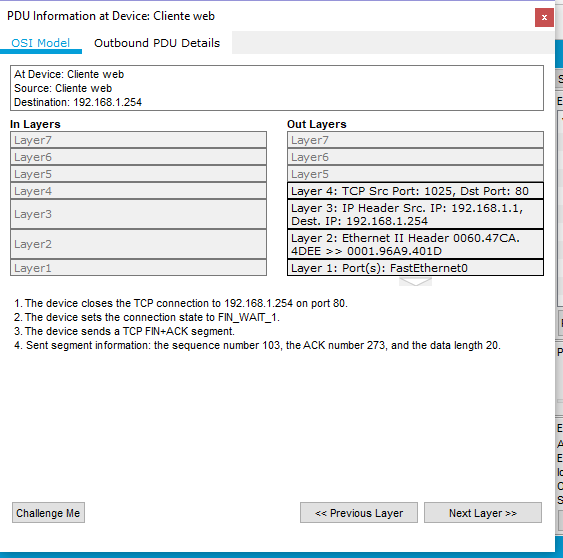 PDU Information at Device: Cliente web
x
OSI Model
Outbound PDU Details
At Device: Cliente web
Source: Cliente web
Destination: 192.168.1.254
In Layers
Layer7
Layer6
Layer5
Layer4
Layer3
Layer2
Layer1
Out Layers
Layer7
Layer6
Layer5
Layer 4: TCP Src Port: 1025, Dst Port: 80
Layer 3: IP Header Src. IP: 192.168.1.1,
Dest. IP: 192.168.1.254
Layer 2: Ethernet II Header 0060.47CA.
4DEE >> 0001.96A9.401D
Layer 1: Port(s): FastEthernet0
1. The device closes the TCP connection to 192.168.1.254 on port 80.
2. The device sets the connection state to FIN_WAIT_1.
3. The device sends a TCP FIN+ACK segment.
4. Sent segment information: the sequence number 103, the ACK number 273, and the data length 20.
Challenge Me
<< Previous Layer
Next Layer >>